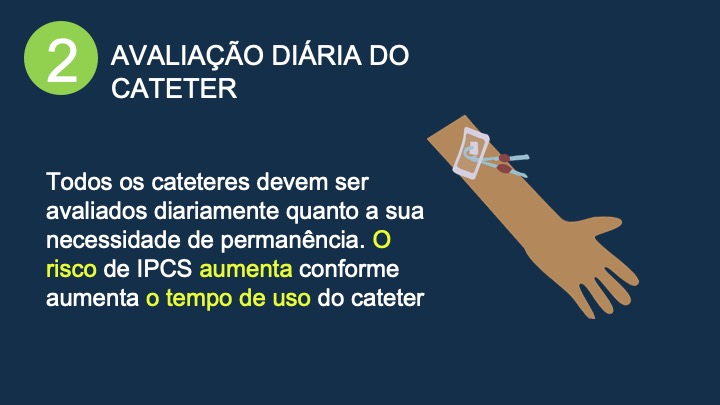 2
AVALIAÇÃO DIÁRIA DO
CATETER
Todos os cateteres devem ser
avaliados diariamente quanto a sua
necessidade de permanência. O
risco de IPCS aumenta conforme
aumenta o tempo de uso do cateter